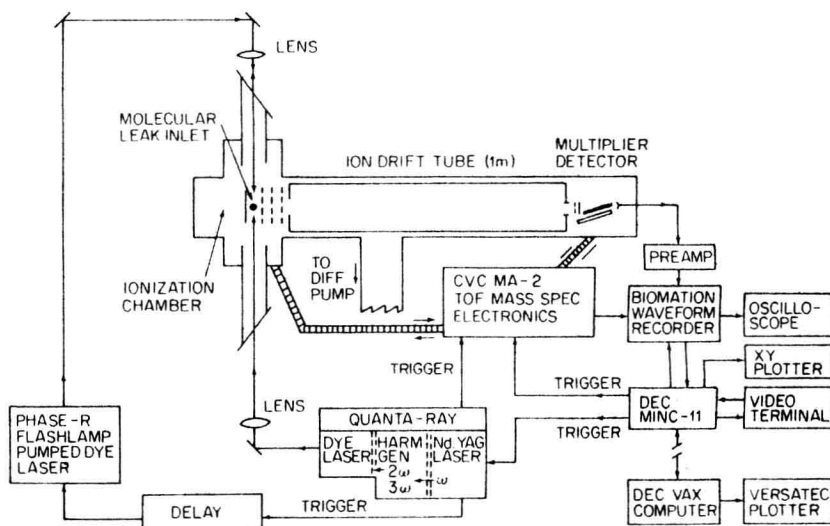 LENS
MOLECULAR
LEAK INLET
ION DRIFT TUBE (1m)
MULTIPLIER
DETECTOR
IONIZATION
CHAMBER
TO
DIFF
PUMP
CVC MA-2
TOF MASS SPEC
ELECTRONICS
PREAMP
BIOMATION
WAVEFORM
RECORDER
OSCILLO-
SCOPE
XY
PLOTTER
TRIGGER
TRIGGER
DEC
MINC-11
VIDEO
TERMINAL
LENS
TRIGGER
QUANTA-RAY
DYE
LASER
HARM
GEN
2ω
3ω
Nd.YAG
LASER
ω
PHASE-R
FLASHLAMP
PUMPED DYE
LASER
DELAY
TRIGGER
DEC VAX
COMPUTER
VERSATEC
PLOTTER